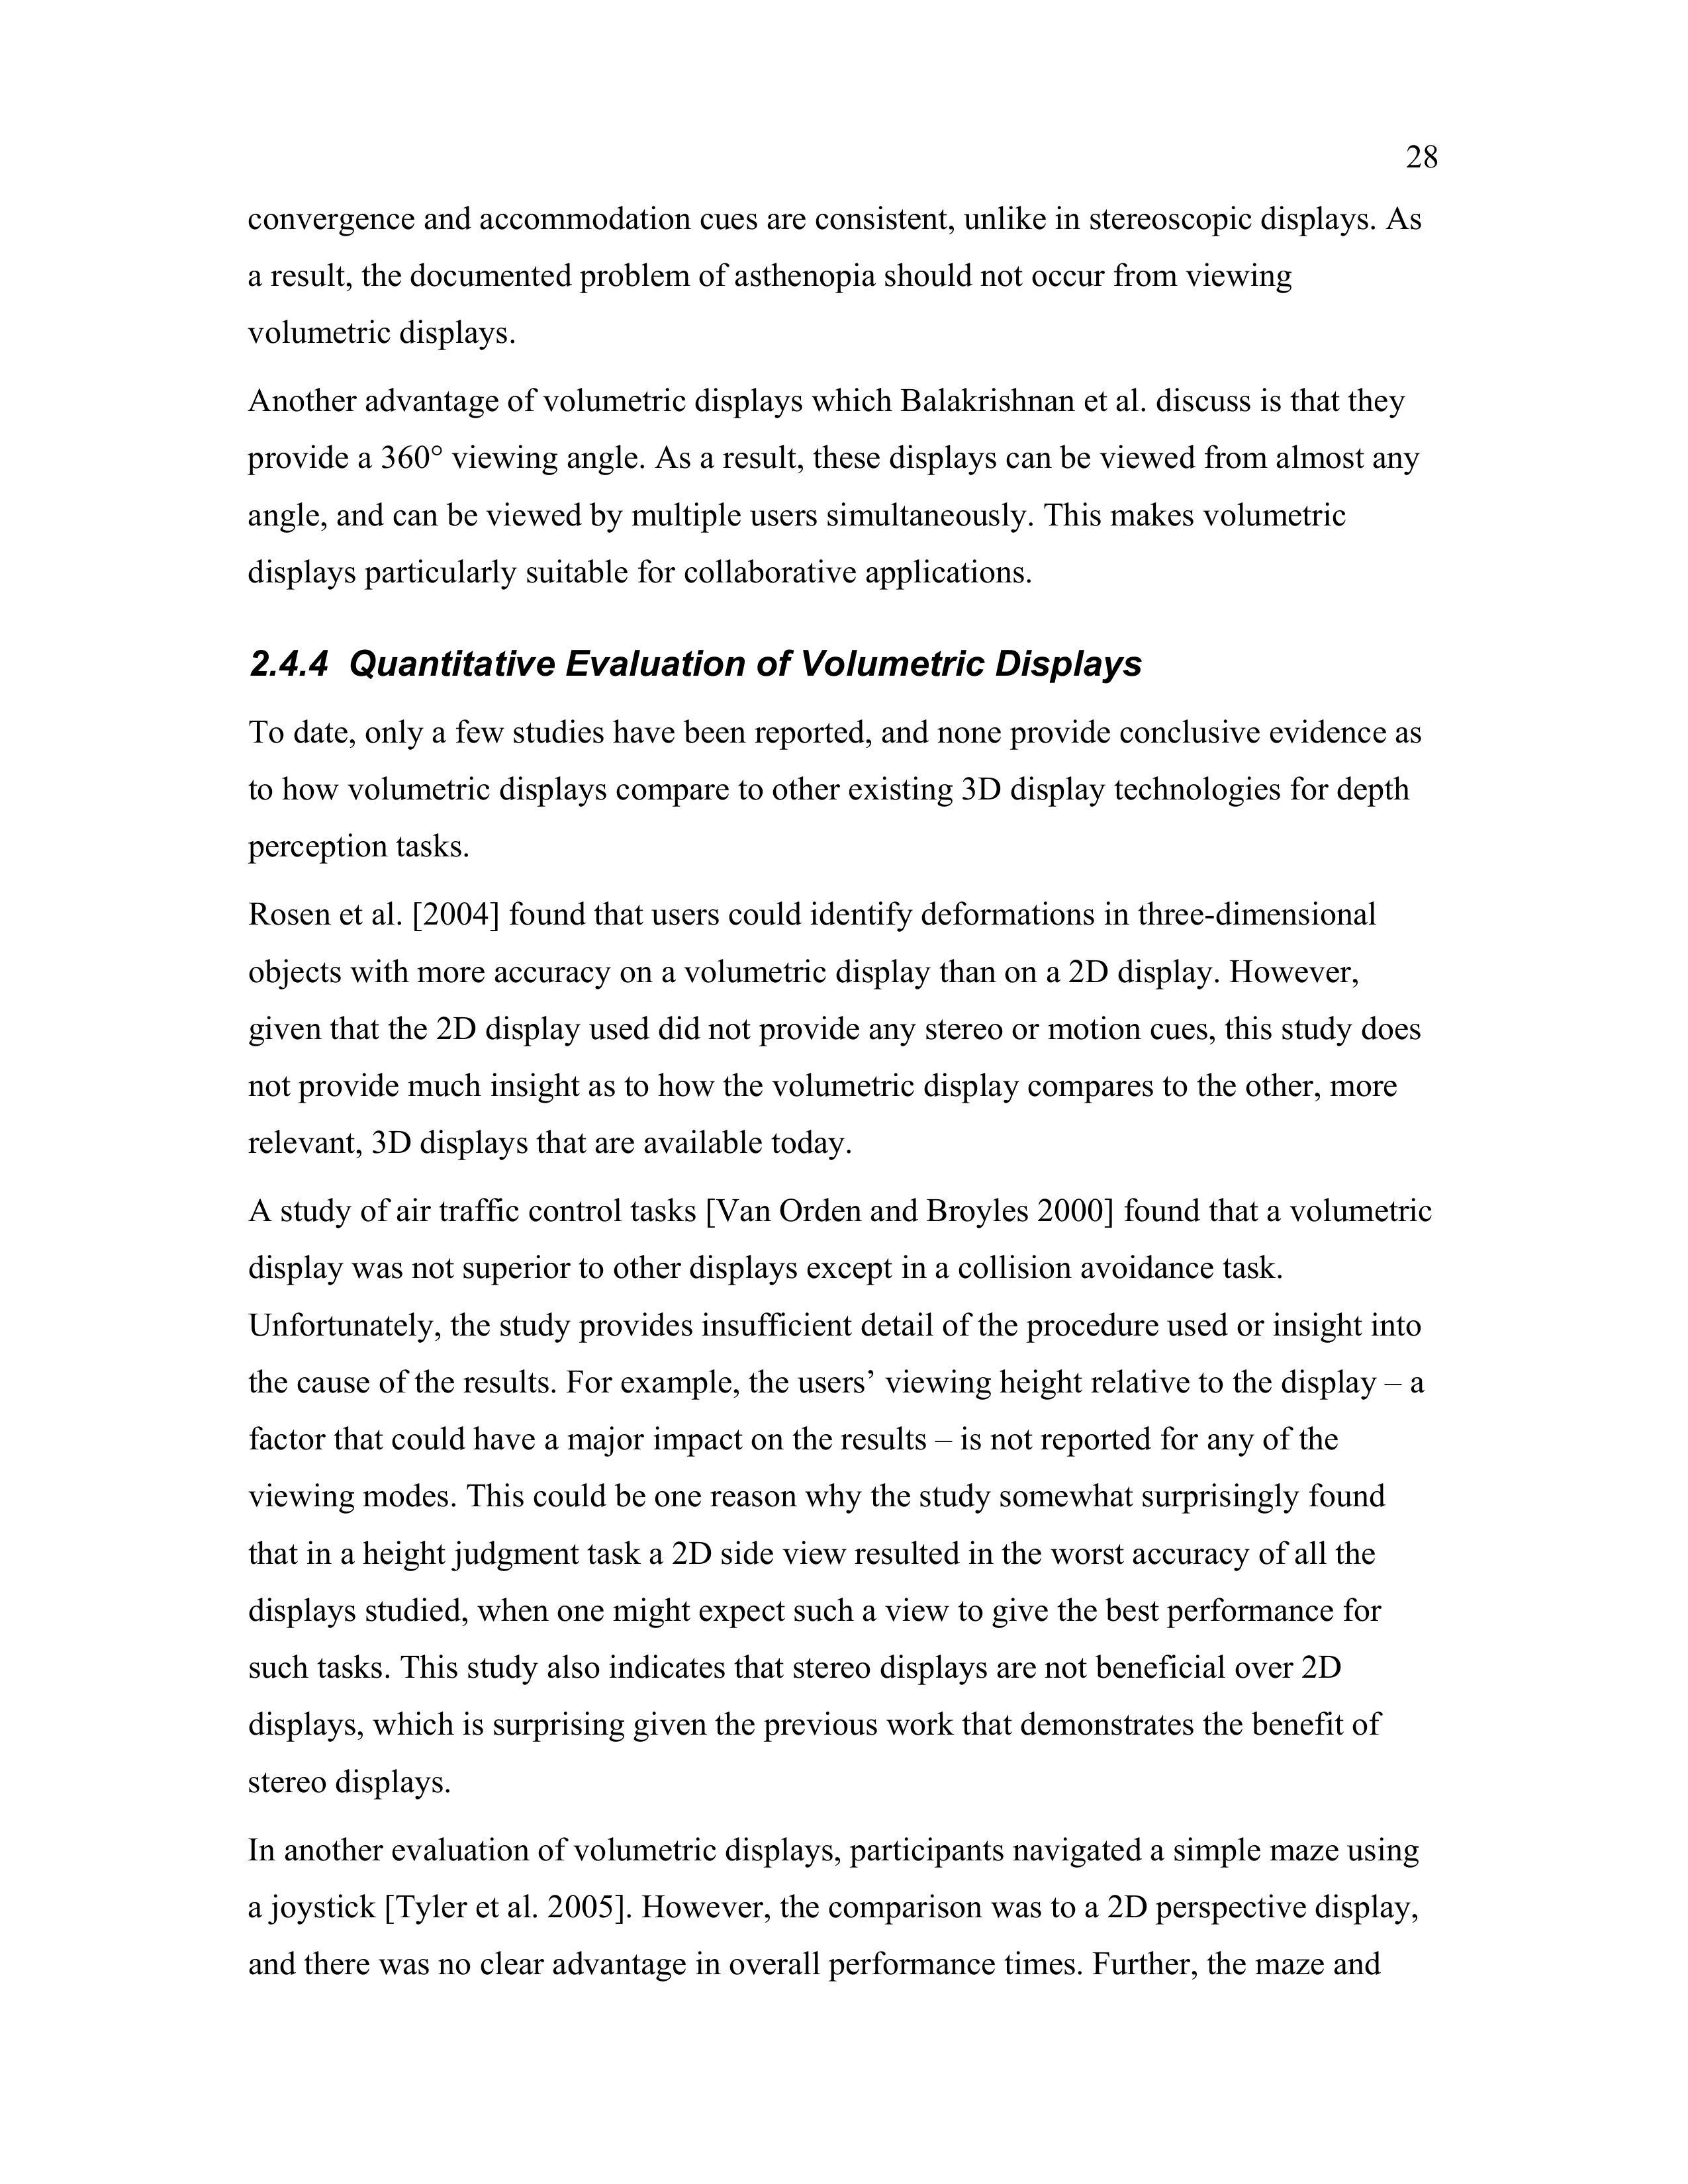 28
convergence and accommodation cues are consistent, unlike in stereoscopic displays. As
a result, the documented problem of asthenopia should not occur from viewing
volumetric displays.
Another advantage of volumetric displays which Balakrishnan et al. discuss is that they
provide a 360° viewing angle. As a result, these displays can be viewed from almost any
angle, and can be viewed by multiple users simultaneously. This makes volumetric
displays particularly suitable for collaborative applications.
2.4.4 Quantitative Evaluation of Volumetric Displays
To date, only a few studies have been reported, and none provide conclusive evidence as
to how volumetric displays compare to other existing 3D display technologies for depth
perception tasks.
Rosen et al. [2004] found that users could identify deformations in three-dimensional
objects with more accuracy on a volumetric display than on a 2D display. However,
given that the 2D display used did not provide any stereo or motion cues, this study does
not provide much insight as to how the volumetric display compares to the other, more
relevant, 3D displays that are available today.
A study of air traffic control tasks [Van Orden and Broyles 2000] found that a volumetric
display was not superior to other displays except in a collision avoidance task.
Unfortunately, the study provides insufficient detail of the procedure used or insight into
the cause of the results. For example, the users’ viewing height relative to the display – a
factor that could have a major impact on the results – is not reported for any of the
viewing modes. This could be one reason why the study somewhat surprisingly found
that in a height judgment task a 2D side view resulted in the worst accuracy of all the
displays studied, when one might expect such a view to give the best performance for
such tasks. This study also indicates that stereo displays are not beneficial over 2D
displays, which is surprising given the previous work that demonstrates the benefit of
stereo displays.
In another evaluation of volumetric displays, participants navigated a simple maze using
a joystick [Tyler et al. 2005]. However, the comparison was to a 2D perspective display,
and there was no clear advantage in overall performance times. Further, the maze and